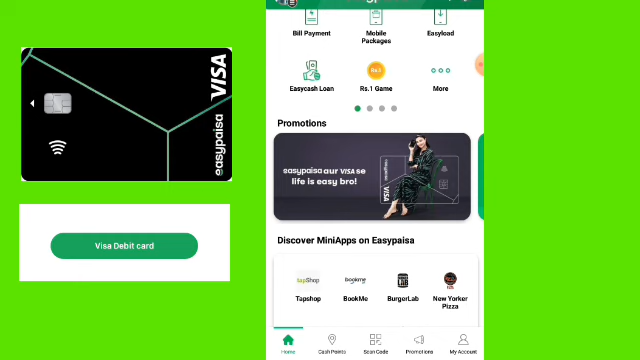 VISA
easypaisa
Visa Debit card
Bill Payment
Mobile
Packages
Easyload
Rs.1
Easycash Loan
Rs.1 Game
More
Promotions
easypaisa aur VISA se
life is easy bro!
VISA
Discover MiniApps on Easypaisa
tapShop
bookme
Tapshop
BookMe
BurgerLab
New Yorker
Pizza
Home
Cash Points
Scan Code
Promotions
My Account